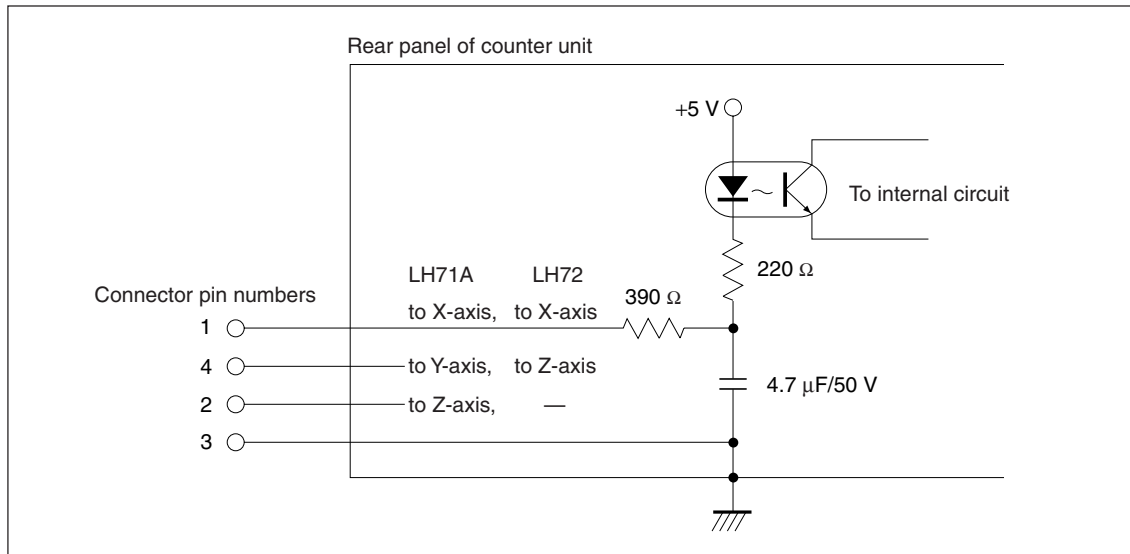 Rear panel of counter unit
+5 V
To internal circuit
220 Ω
LH71A LH72
390 Ω
Connector pin numbers
1 to X-axis, to X-axis
4 to Y-axis, to Z-axis
4.7 μF/50 V
2 to Z-axis, —
3